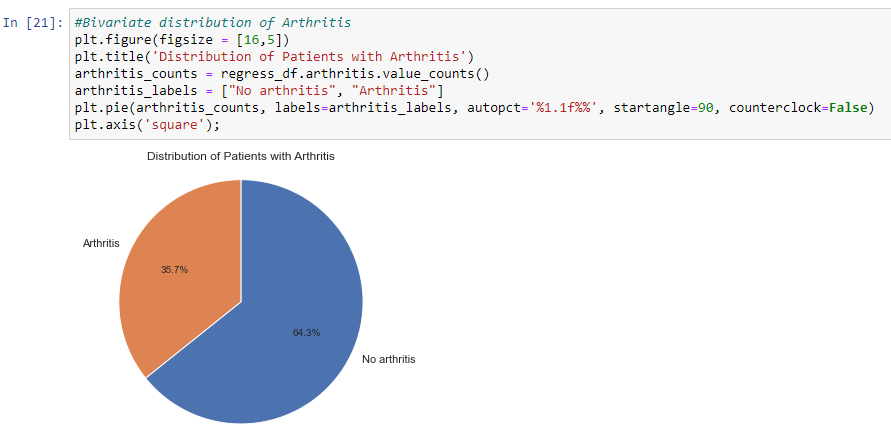 In [21]: #Bivariate distribution of Arthritis
plt.figure(figsize = [16,5])
plt.title('Distribution of Patients with Arthritis')
arthritis_counts = regress_df.arthritis.value_counts()
arthritis_labels = ["No arthritis", "Arthritis"]
plt.pie(arthritis_counts, labels=arthritis_labels, autopct='%1.1f%%', startangle=90, counterclock=False)
plt.axis('square');
Distribution of Patients with Arthritis
Arthritis
35.7%
64.3%
No arthritis